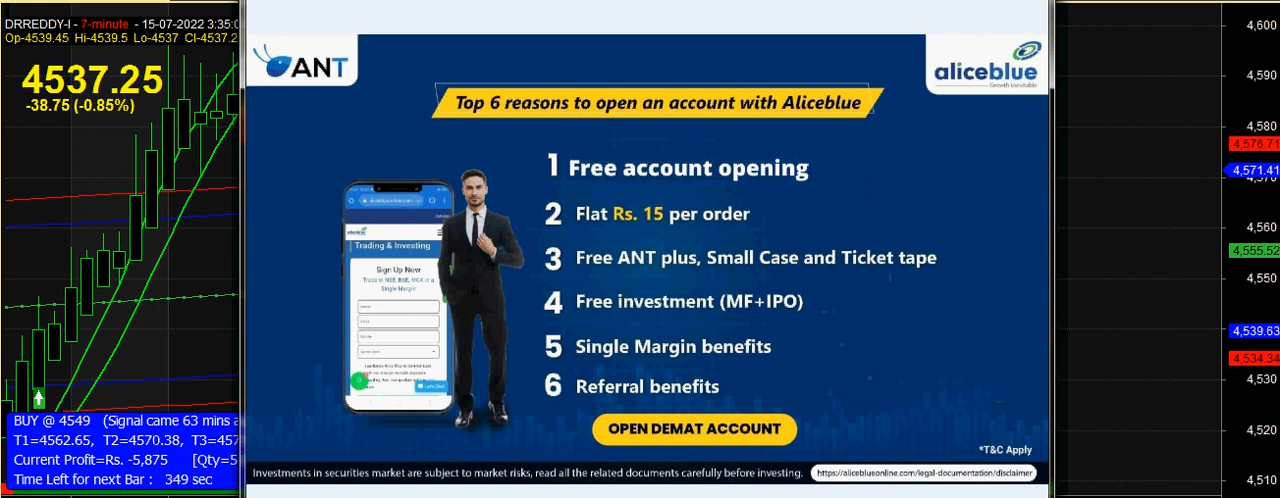 DRREDDY-I - 7-minute - 15-07-2022 3:35:0
Op-4539.45 Hi-4539.5 Lo-4537 Cl-4537.2
4537.25
-38.75 (-0.85%)
BUY @ 4549 (Signal came 63 mins a
T1=4562.65, T2=4570.38, T3=457
Current Profit=Rs. -5,875 [Qty=5
Time Left for next Bar : 349 sec
ANT
aliceblue
Growth Inevitable
Top 6 reasons to open an account with Aliceblue
1 Free account opening
2 Flat Rs. 15 per order
3 Free ANT plus, Small Case and Ticket tape
4 Free investment (MF+IPO)
5 Single Margin benefits
6 Referral benefits
OPEN DEMAT ACCOUNT
*T&C Apply
Investments in securities market are subject to market risks, read all the related documents carefully before investing.
https://aliceblueonline.com/legal-documentation/disclaimer
Trading & Investing
Sign Up Now
Trade in NSE, BSE, MCX in a
Single Margin
4,600
4,590
4,580
4,576.71
4,571.41
4,560
4,555.52
4,550
4,539.63
4,534.34
4,530
4,520
4,510